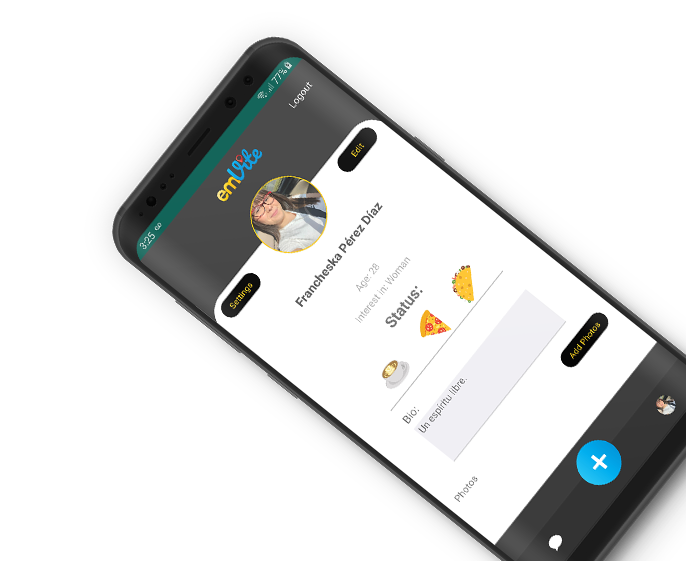 3:25
77%
Logout
emVite
Edit
Settings
Francheska Pérez Díaz
Age: 28
Interest in: Woman
Status:
Bio:
Un espíritu libre.
Add Photos
Photos